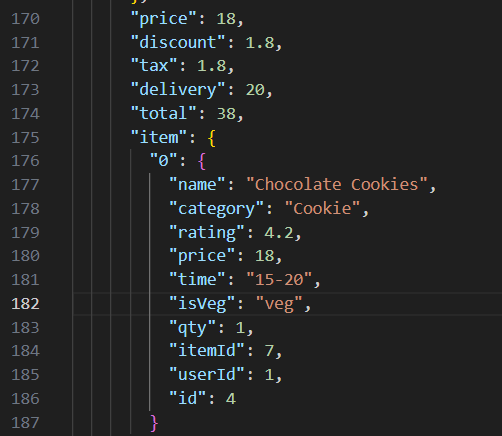 170 "price": 18,
171 "discount": 1.8,
172 "tax": 1.8,
173 "delivery": 20,
174 "total": 38,
175 "item": {
176 "0": {
177 "name": "Chocolate Cookies",
178 "category": "Cookie",
179 "rating": 4.2,
180 "price": 18,
181 "time": "15-20",
182 "isVeg": "veg",
183 "qty": 1,
184 "itemId": 7,
185 "userId": 1,
186 "id": 4
187 }